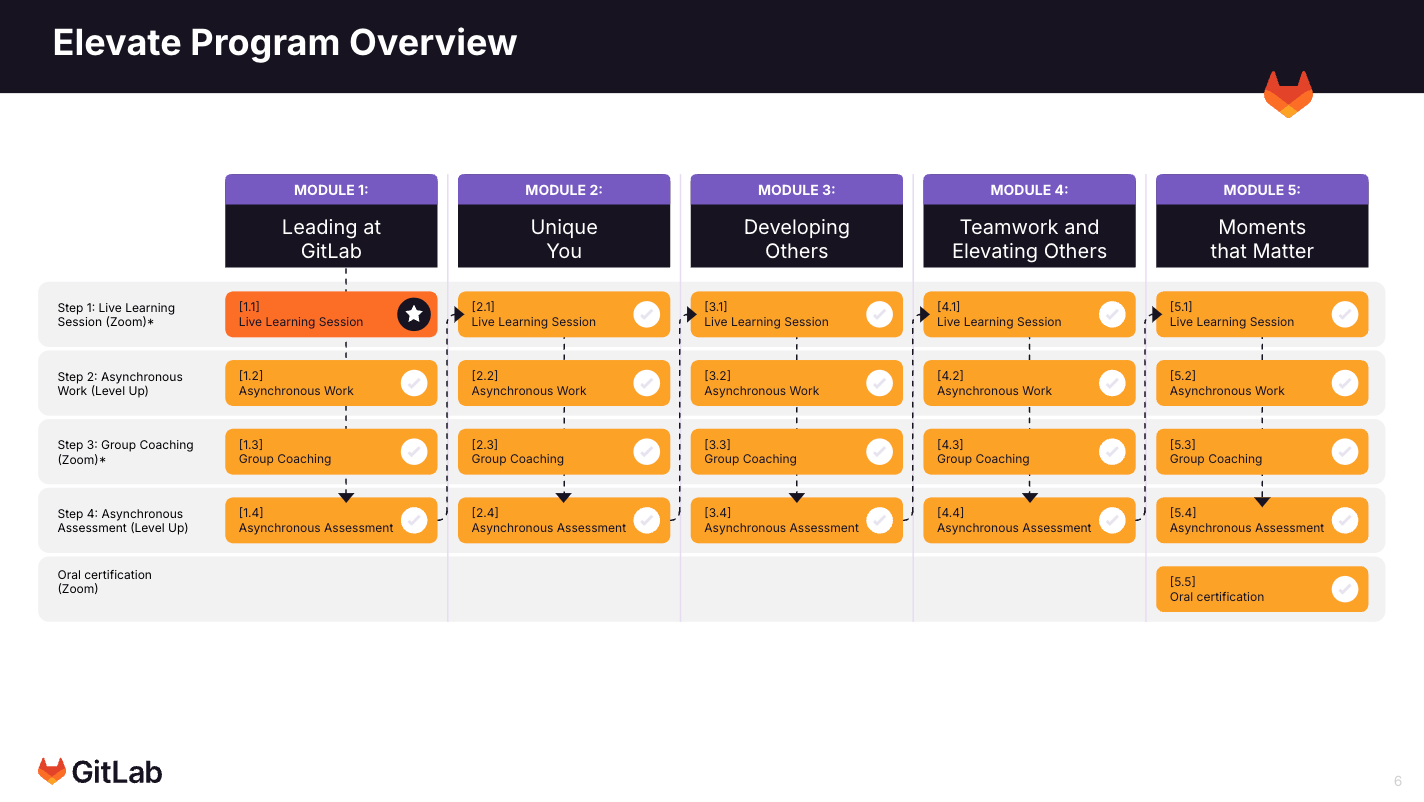 Elevate Program Overview
MODULE 1:
Leading at
GitLab
MODULE 2:
Unique
You
MODULE 3:
Developing
Others
MODULE 4:
Teamwork and
Elevating Others
MODULE 5:
Moments
that Matter
Step 1: Live Learning
Session (Zoom)*
[1.1]
Live Learning Session
[2.1]
Live Learning Session
[3.1]
Live Learning Session
[4.1]
Live Learning Session
[5.1]
Live Learning Session
Step 2: Asynchronous
Work (Level Up)
[1.2]
Asynchronous Work
[2.2]
Asynchronous Work
[3.2]
Asynchronous Work
[4.2]
Asynchronous Work
[5.2]
Asynchronous Work
Step 3: Group Coaching
(Zoom)*
[1.3]
Group Coaching
[2.3]
Group Coaching
[3.3]
Group Coaching
[4.3]
Group Coaching
[5.3]
Group Coaching
Step 4: Asynchronous
Assessment (Level Up)
[1.4]
Asynchronous Assessment
[2.4]
Asynchronous Assessment
[3.4]
Asynchronous Assessment
[4.4]
Asynchronous Assessment
[5.4]
Asynchronous Assessment
Oral certification
(Zoom)
[5.5]
Oral certification
GitLab
6